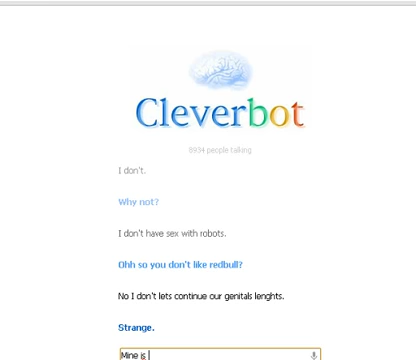 Cleverbot
8934 people talking
I don't.
Why not?
I don't have sex with robots.
Ohh so you don't like redbull?
No I don't lets continue our genitals lenghts.
Strange.
Mine is